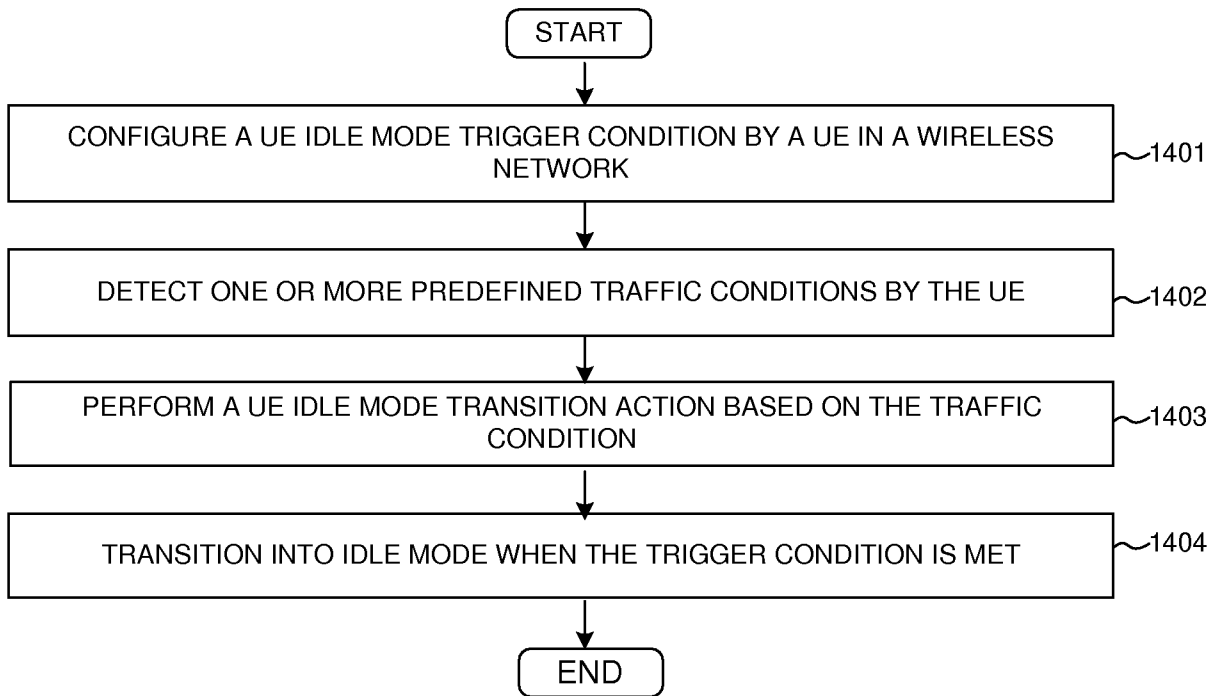 START
CONFIGURE A UE IDLE MODE TRIGGER CONDITION BY A UE IN A WIRELESS
NETWORK
1401
DETECT ONE OR MORE PREDEFINED TRAFFIC CONDITIONS BY THE UE
1402
PERFORM A UE IDLE MODE TRANSITION ACTION BASED ON THE TRAFFIC
CONDITION
1403
TRANSITION INTO IDLE MODE WHEN THE TRIGGER CONDITION IS MET
1404
END